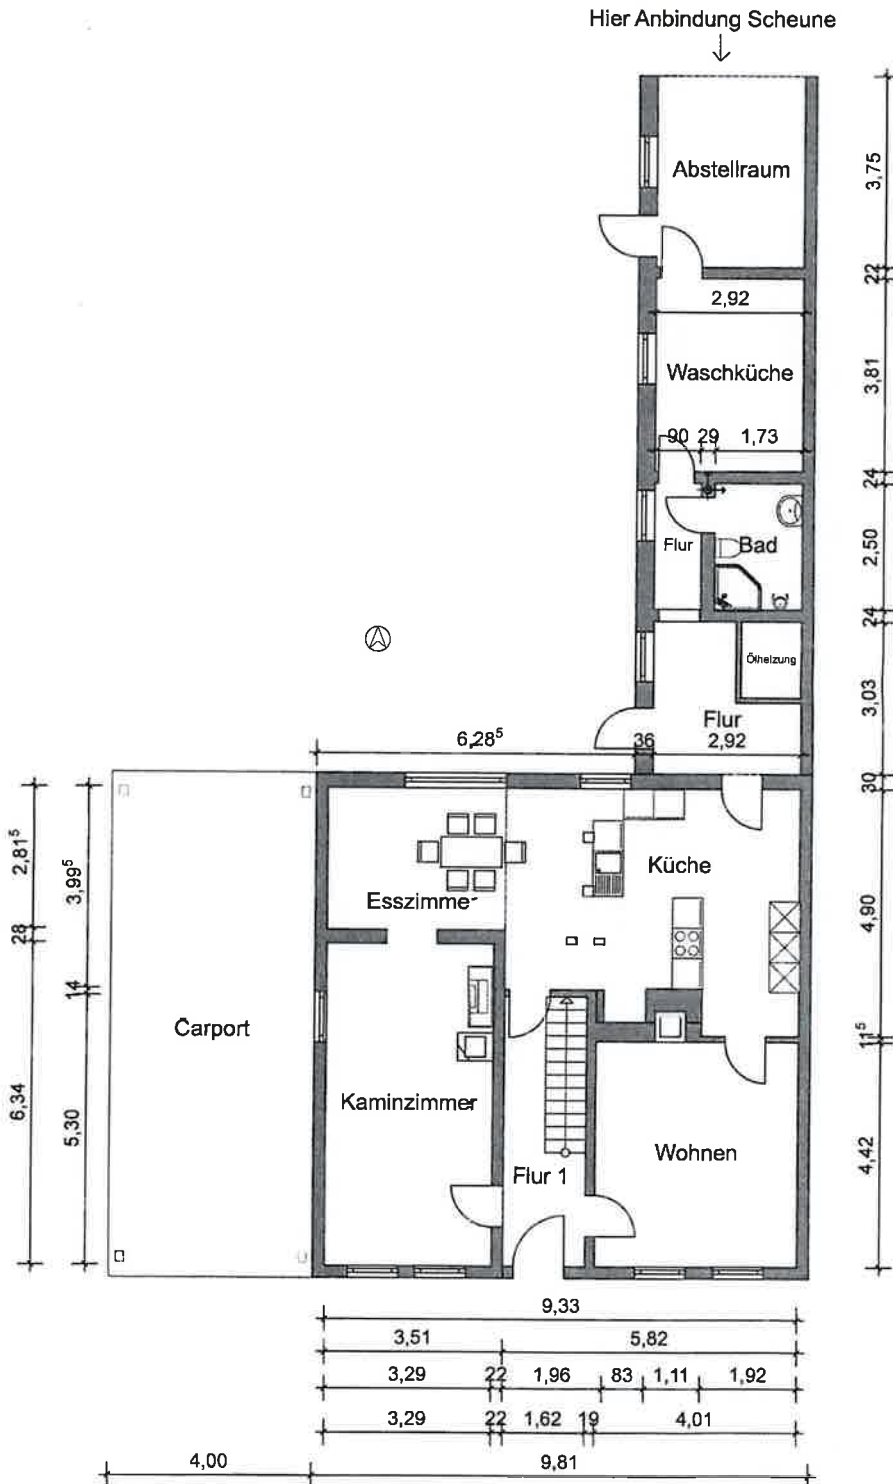 Hier Anbindung Scheune
Abstellraum
3,75
22
2,92
Waschküche
3,81
90 29 1,73
24
Flur
Bad
2,50
24
Ölheizung
3,03
Flur
6,28⁵ 36 2,92
30
2,81⁵
3,99⁵
Küche
Esszimme
4,90
28
14
Carport
1⁵
6,34
5,30
Kaminzimmer
Wohnen
Flur 1
4,42
9,33
3,51 5,82
3,29 22 1,96 83 1,11 1,92
3,29 22 1,62 19 4,01
4,00 9,81